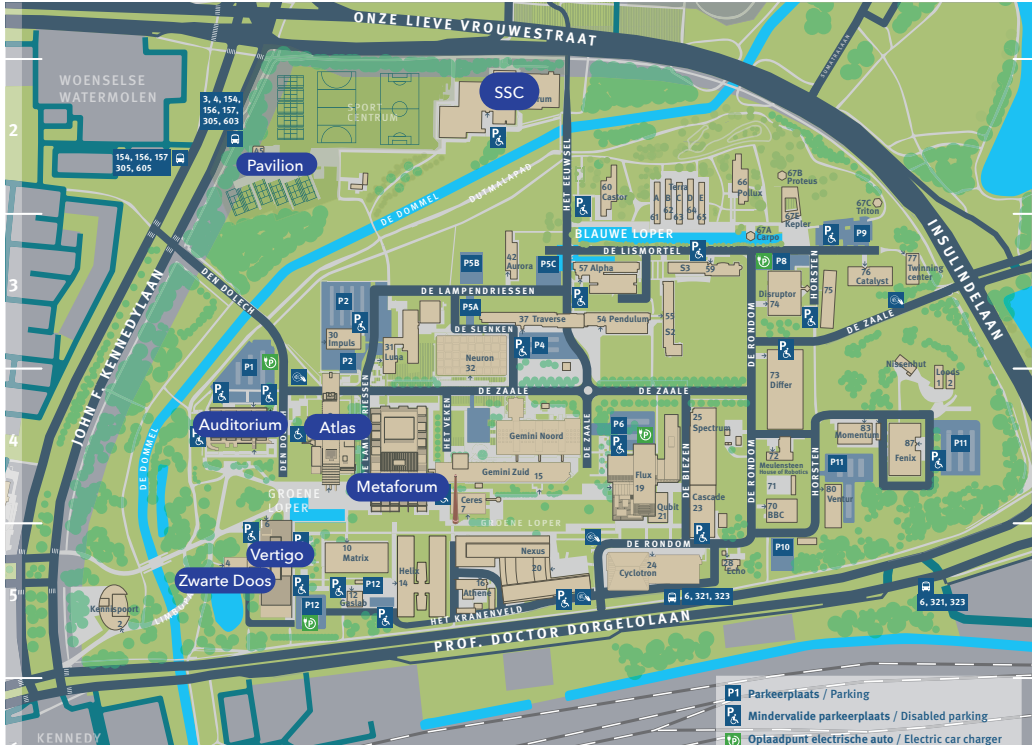 ONZE LIEVE VROUWESTRAAT
WOENSELSE
WATERMOLEN
3, 4, 154,
156, 157,
305, 603
SPORT
CENTRUM
SSC
SUMATRALAAN
2
154, 156, 157
305, 605
Pavilion
DE DOMMEL
DUTMALAPAD
HET EEUWSEL
60
Castor
Terra
A B C D E
61 62 63 64 65
66
Pollux
67B
Proteus
67C
Triton
67E
Kepler
67A
Carpo
P9
BLAUWE LOPER
DE LISMORTEL
INSULINDELAAN
JOHN F. KENNEDYLAAN
DEN DOLECH
3
P5B
42
Aurora
P5C
57 Alpha
S3
59
P8
HORSTEN
76
Catalyst
77
Twinning
center
DE LAMPENDRIESSEN
P2
P5A
37 Traverse
54 Pendulum
55
S2
Disruptor
74
75
DE ZAALE
30
Impuls
31
Luna
DE SLENKEN
P4
P2
Neuron
32
DE RONDOM
P1
73
Differ
Nissenhut
Loods
1 2
DE ZAALE
DE ZAALE
4
Auditorium
Atlas
HET VEKEN
Gemini Noord
DE ZAALE
P6
25
Spectrum
Momentum
83
87
Fenix
P11
DE DOMMEL
Gemini Zuid
15
Flux
19
DE BIEZEN
DE RONDOM
72
Meulensteen
House of Robotics
HORSTEN
P11
Metaforum
71
80
Ventur
GROENE
LOPER
Ceres
7
Qubit
21
Cascade
23
70
BBC
GROENE LOPER
6
Vertigo
10
Matrix
Nexus
20
DE RONDOM
P10
4
Zwarte Doos
Helix
14
24
Cyclotron
28
Echo
5
12
Gaslab
P12
16
Athene
6, 321, 323
6, 321, 323
Kennispoort
2
P12
HET KRANENVELD
PROF. DOCTOR DORGELOLAAN
P1 Parkeerplaats / Parking
Mindervalide parkeerplaats / Disabled parking
Oplaadpunt electrische auto / Electric car charger
KENNEDY